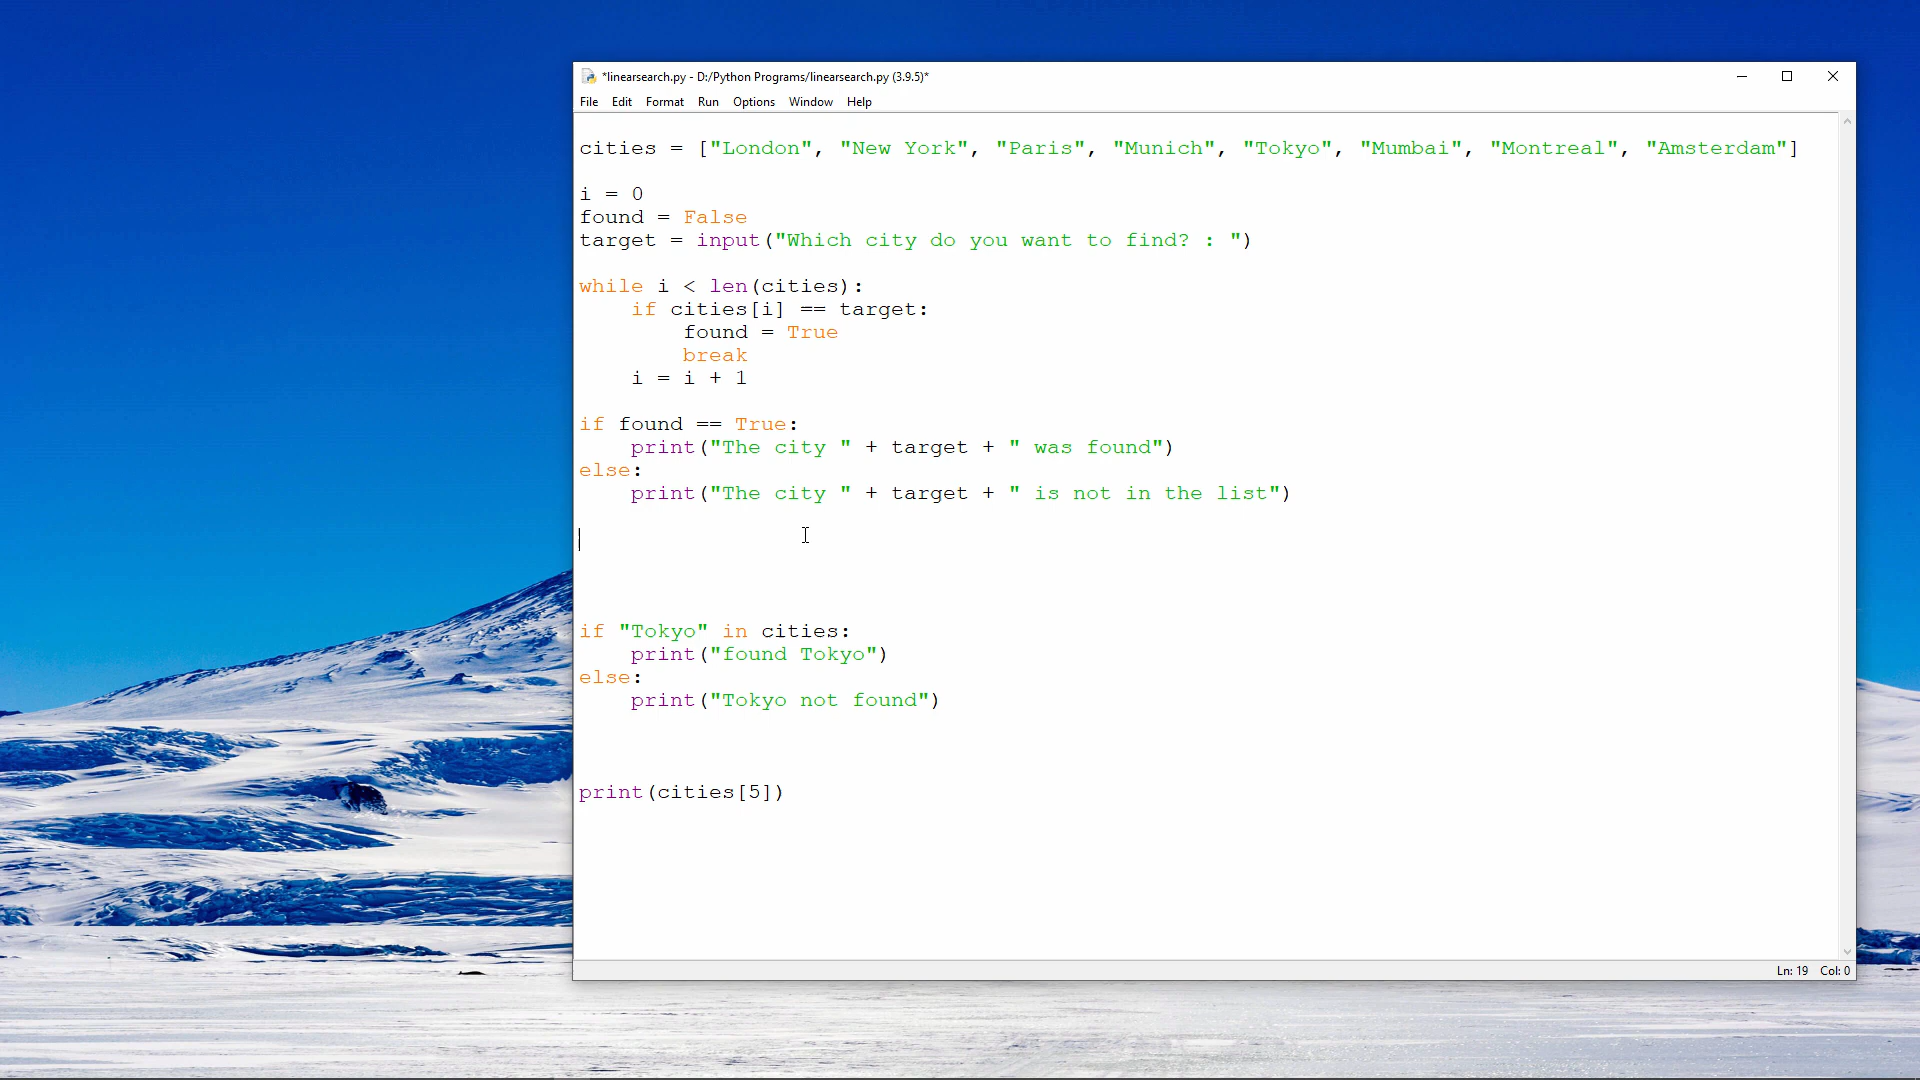 *linearsearch.py - D:/Python Programs/linearsearch.py (3.9.5)*
File Edit Format Run Options Window Help
cities = ["London", "New York", "Paris", "Munich", "Tokyo", "Mumbai", "Montreal", "Amsterdam"]
i = 0
found = False
target = input("Which city do you want to find? : ")
while i < len(cities):
    if cities[i] == target:
        found = True
        break
    i = i + 1
if found == True:
    print("The city " + target + " was found")
else:
    print("The city " + target + " is not in the list")
if "Tokyo" in cities:
    print("found Tokyo")
else:
    print("Tokyo not found")
print(cities[5])
Ln: 19 Col: 0